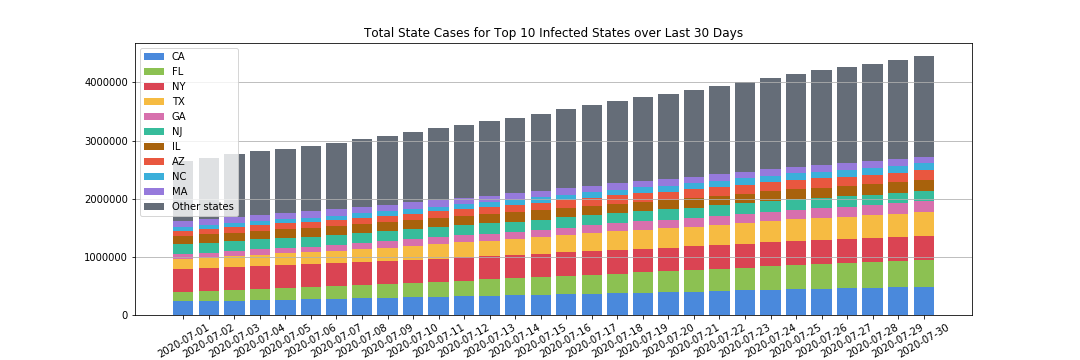 Total State Cases for Top 10 Infected States over Last 30 Days
CA
FL
NY
TX
GA
NJ
IL
AZ
NC
MA
Other states
4000000
3000000
2000000
1000000
0
2020-07-01
2020-07-02
2020-07-03
2020-07-04
2020-07-05
2020-07-06
2020-07-07
2020-07-08
2020-07-09
2020-07-10
2020-07-11
2020-07-12
2020-07-13
2020-07-14
2020-07-15
2020-07-16
2020-07-17
2020-07-18
2020-07-19
2020-07-20
2020-07-21
2020-07-22
2020-07-23
2020-07-24
2020-07-25
2020-07-26
2020-07-27
2020-07-28
2020-07-29
2020-07-30